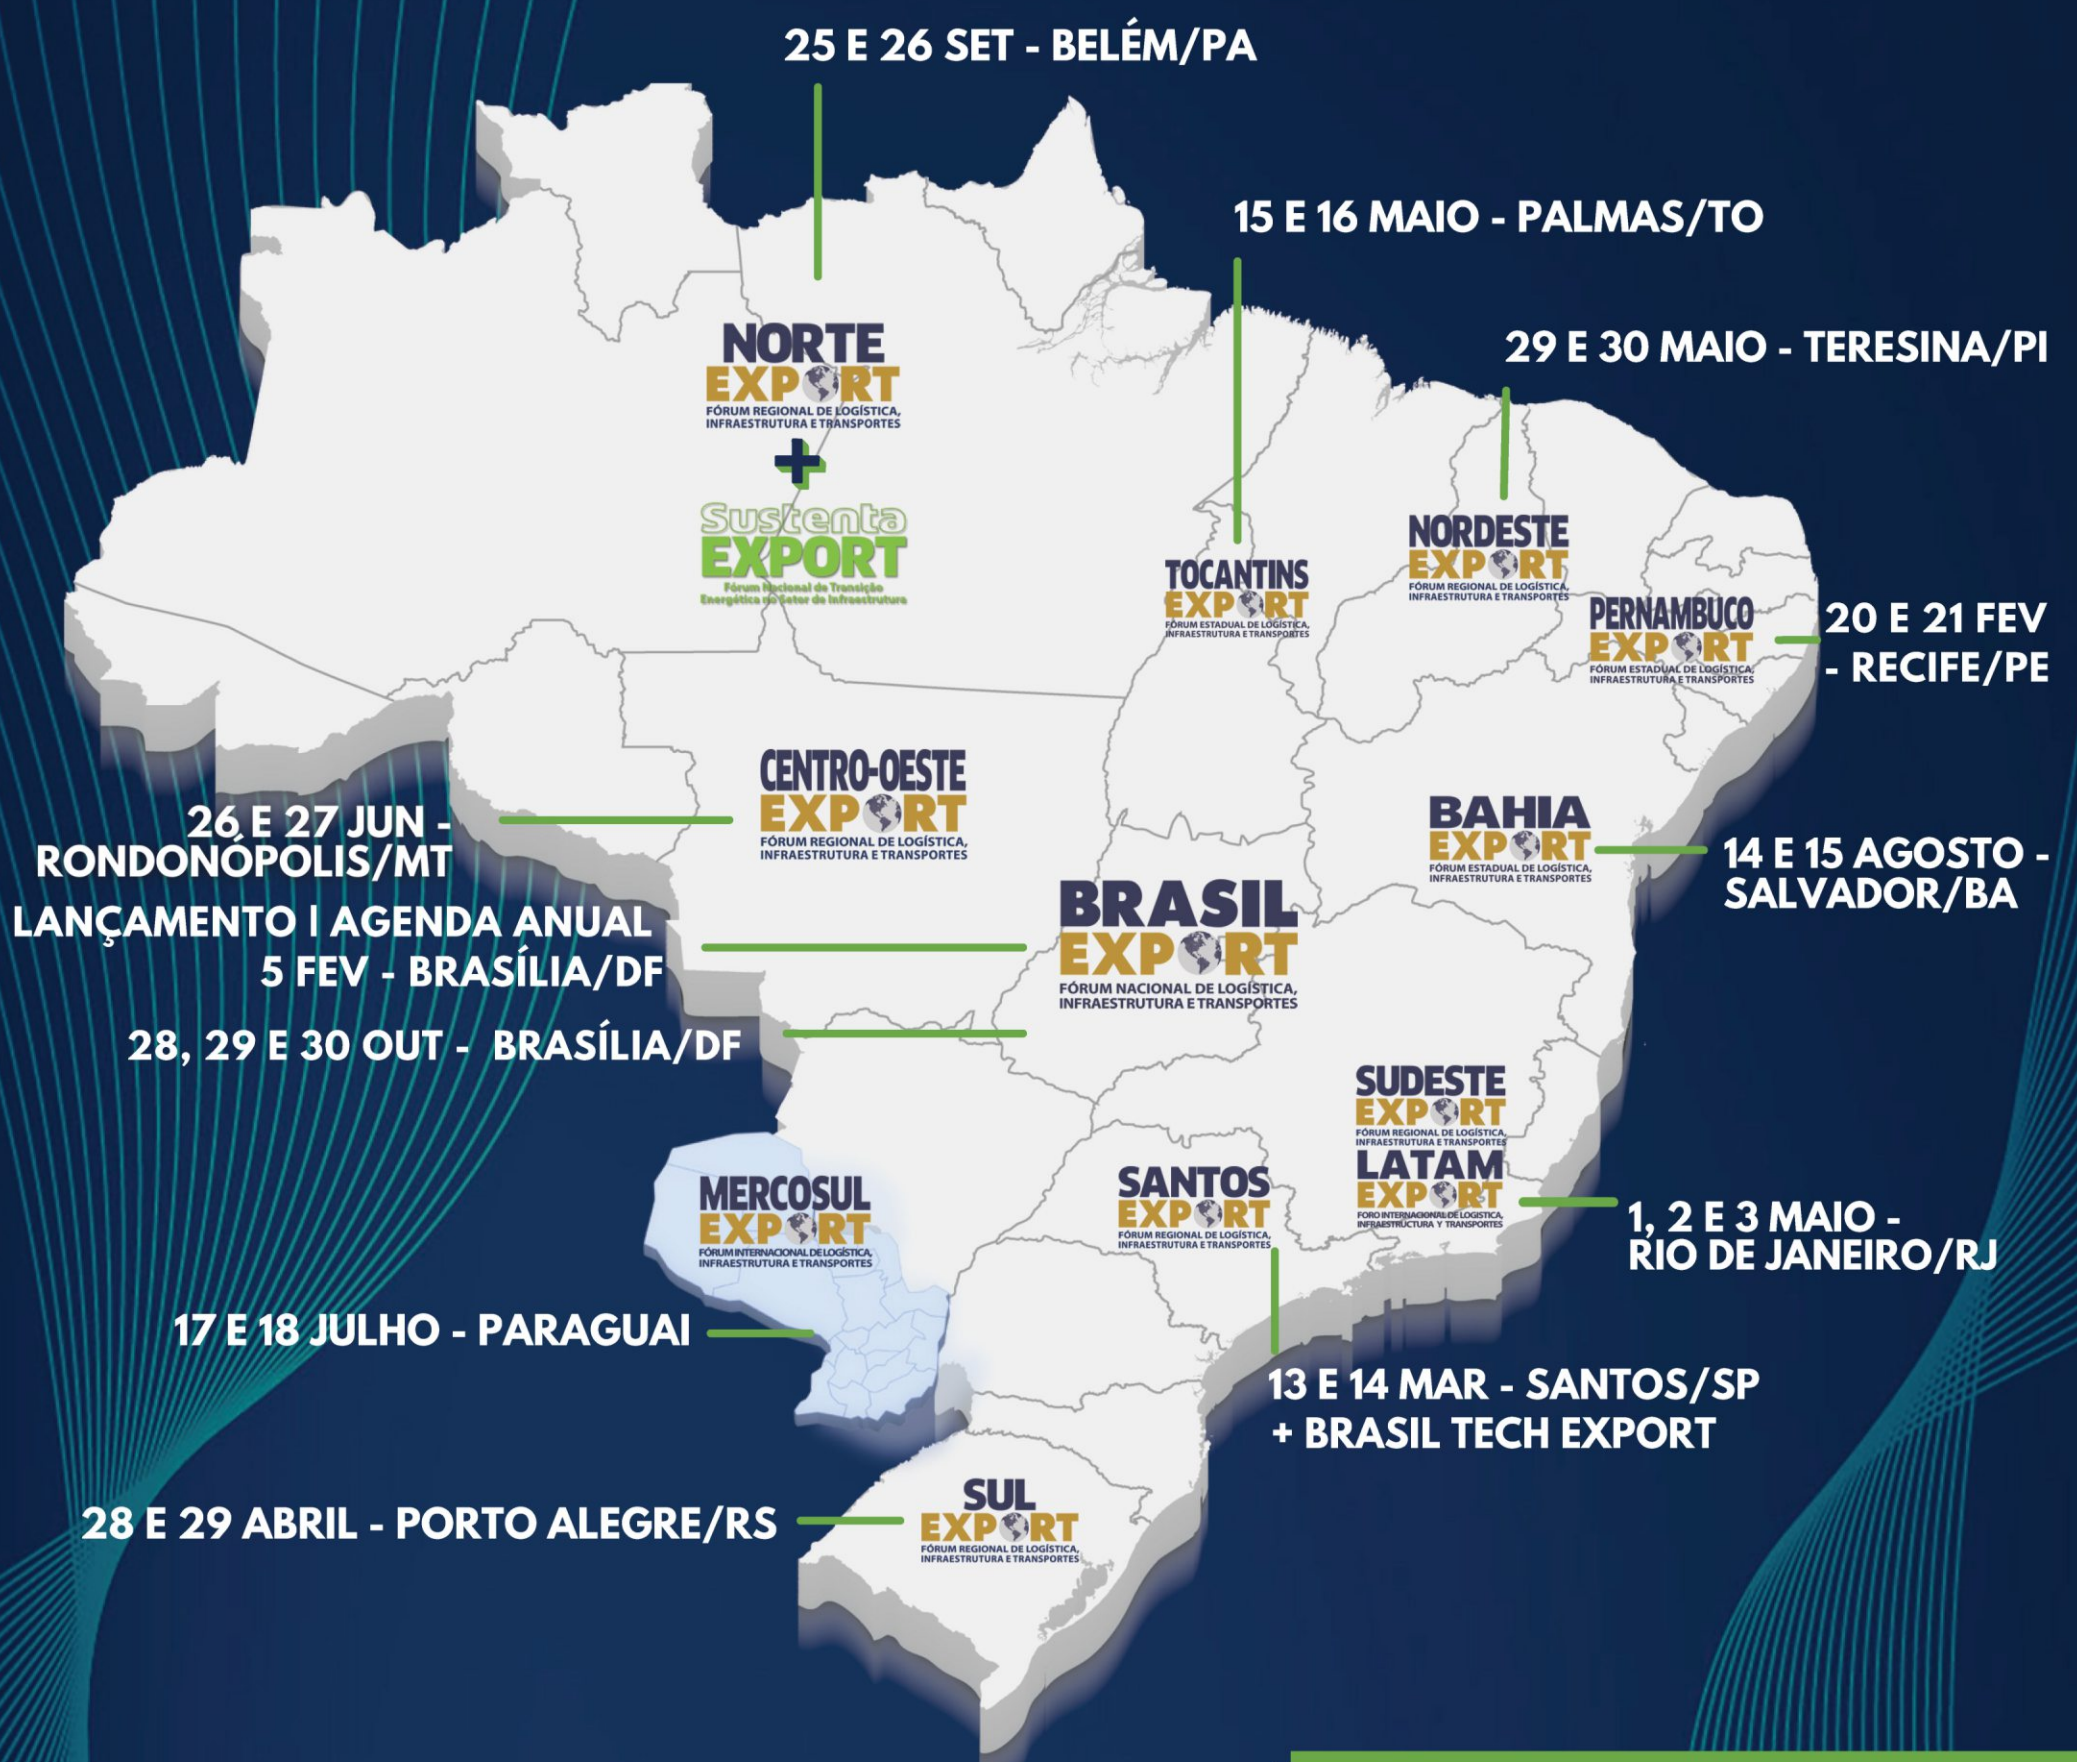 25 E 26 SET - BELÉM/PA
15 E 16 MAIO - PALMAS/TO
29 E 30 MAIO - TERESINA/PI
NORTE
EXPORT
FÓRUM REGIONAL DE LOGÍSTICA,
INFRAESTRUTURA E TRANSPORTES
+
Sustenta
EXPORT
Fórum Nacional de Transição
Energética no Setor de Infraestrutura
TOCANTINS
EXPORT
FÓRUM ESTADUAL DE LOGÍSTICA,
INFRAESTRUTURA E TRANSPORTES
NORDESTE
EXPORT
FÓRUM REGIONAL DE LOGÍSTICA,
INFRAESTRUTURA E TRANSPORTES
PERNAMBUCO
EXPORT
FÓRUM ESTADUAL DE LOGÍSTICA,
INFRAESTRUTURA E TRANSPORTES
20 E 21 FEV
- RECIFE/PE
CENTRO-OESTE
EXPORT
FÓRUM REGIONAL DE LOGÍSTICA,
INFRAESTRUTURA E TRANSPORTES
26 E 27 JUN -
RONDONÓPOLIS/MT
BAHIA
EXPORT
FÓRUM ESTADUAL DE LOGÍSTICA,
INFRAESTRUTURA E TRANSPORTES
14 E 15 AGOSTO -
SALVADOR/BA
LANÇAMENTO | AGENDA ANUAL
5 FEV - BRASÍLIA/DF
28, 29 E 30 OUT - BRASÍLIA/DF
BRASIL
EXPORT
FÓRUM NACIONAL DE LOGÍSTICA,
INFRAESTRUTURA E TRANSPORTES
SUDESTE
EXPORT
FÓRUM REGIONAL DE LOGÍSTICA,
INFRAESTRUTURA E TRANSPORTES
LATAM
EXPORT
FORO INTERNACIONAL DE LOGISTICA,
INFRAESTRUCTURA Y TRANSPORTES
1, 2 E 3 MAIO -
RIO DE JANEIRO/RJ
MERCOSUL
EXPORT
FÓRUM INTERNACIONAL DE LOGÍSTICA,
INFRAESTRUTURA E TRANSPORTES
17 E 18 JULHO - PARAGUAI
SANTOS
EXPORT
FÓRUM REGIONAL DE LOGÍSTICA,
INFRAESTRUTURA E TRANSPORTES
13 E 14 MAR - SANTOS/SP
+ BRASIL TECH EXPORT
28 E 29 ABRIL - PORTO ALEGRE/RS
SUL
EXPORT
FÓRUM REGIONAL DE LOGÍSTICA,
INFRAESTRUTURA E TRANSPORTES